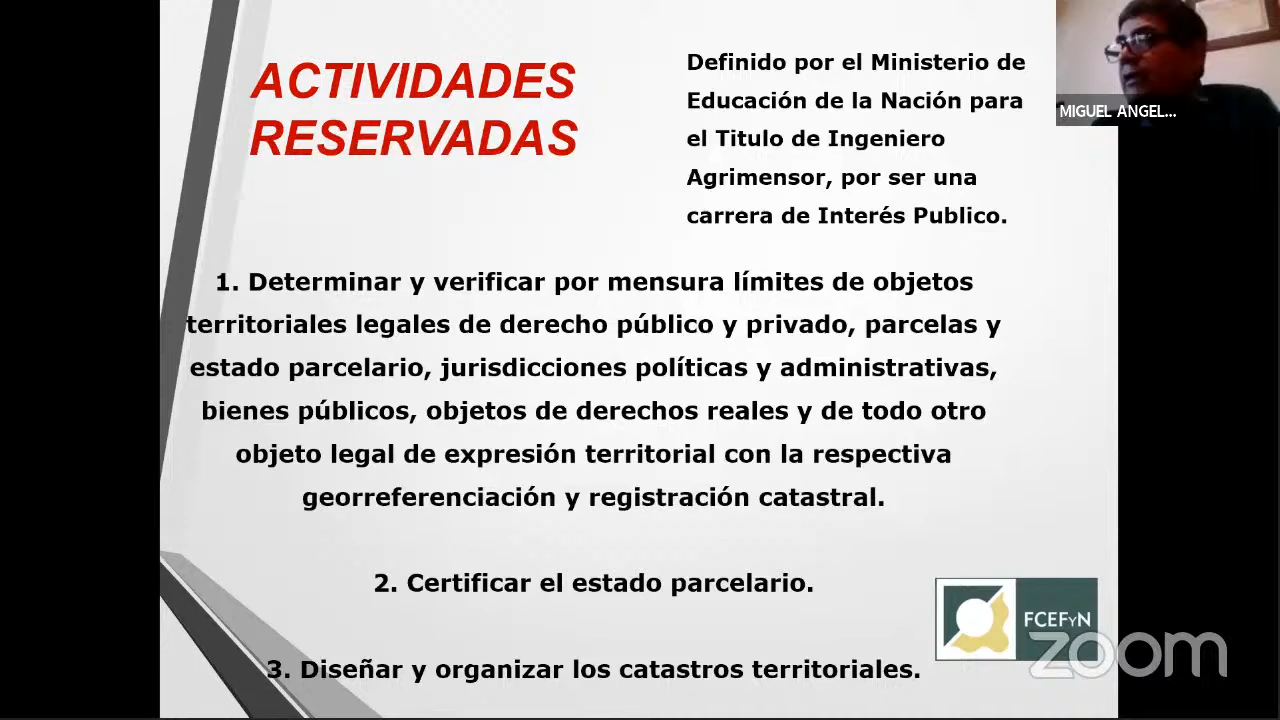 ACTIVIDADES
RESERVADAS
Definido por el Ministerio de
Educación de la Nación para
el Titulo de Ingeniero
Agrimensor, por ser una
carrera de Interés Publico.
MIGUEL ANGEL...
1. Determinar y verificar por mensura límites de objetos
territoriales legales de derecho público y privado, parcelas y
estado parcelario, jurisdicciones políticas y administrativas,
bienes públicos, objetos de derechos reales y de todo otro
objeto legal de expresión territorial con la respectiva
georreferenciación y registración catastral.
2. Certificar el estado parcelario.
3. Diseñar y organizar los catastros territoriales.
FCEFyN
zoom